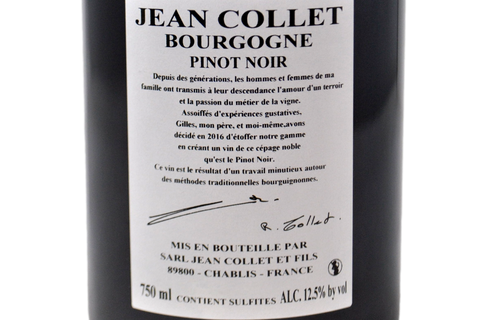 JEAN COLLET
BOURGOGNE
PINOT NOIR
Depuis des générations, les hommes et femmes de ma
famille ont transmis à leur descendance l'amour d'un terroir
et la passion du métier de la vigne.
Assoiffés d'expériences gustatives,
Gilles, mon père, et moi-même,avons
décidé en 2016 d'étoffer notre gamme
en créant un vin de ce cépage noble
qu'est le Pinot Noir.
Ce vin est le résultat d'un travail minutieux autour
des méthodes traditionnelles bourguignonnes.
R. Collet.
MIS EN BOUTEILLE PAR
SARL JEAN COLLET ET FILS
89800 - CHABLIS - FRANCE
750 ml CONTIENT SULFITES ALC. 12.5% by vol